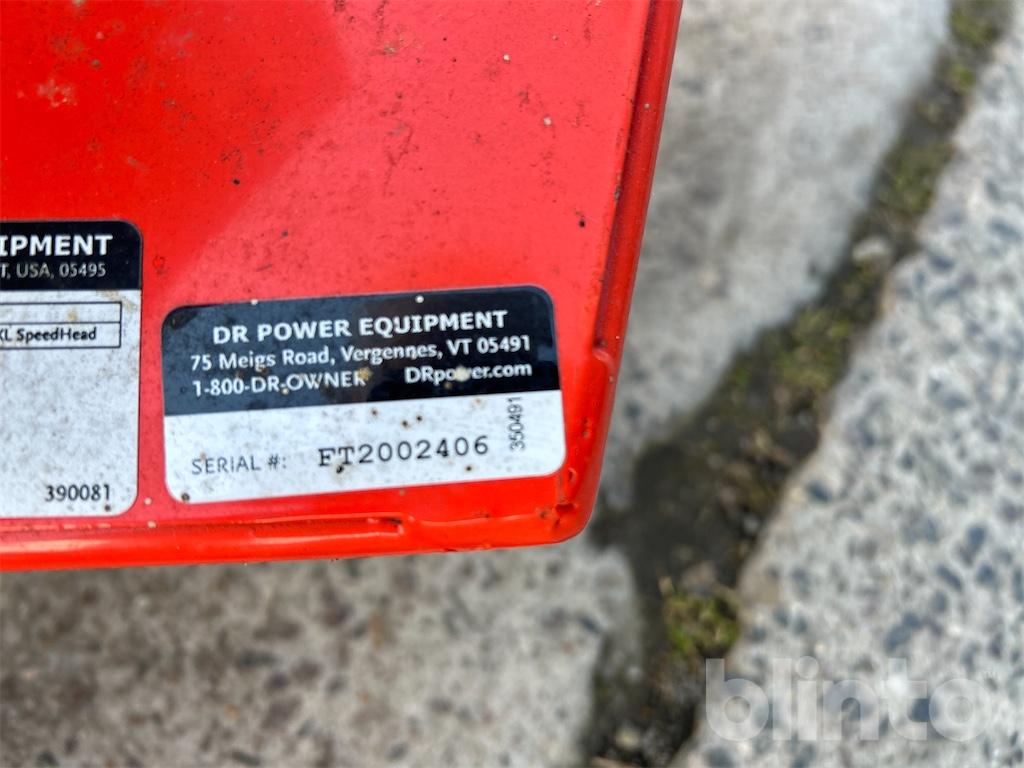 IPMENT
T, USA, 05495
XL SpeedHead
390081
DR POWER EQUIPMENT
75 Meigs Road, Vergennes, VT 05491
1-800-DR-OWNER DRpower.com
SERIAL #: FT2002406
350491
blinto